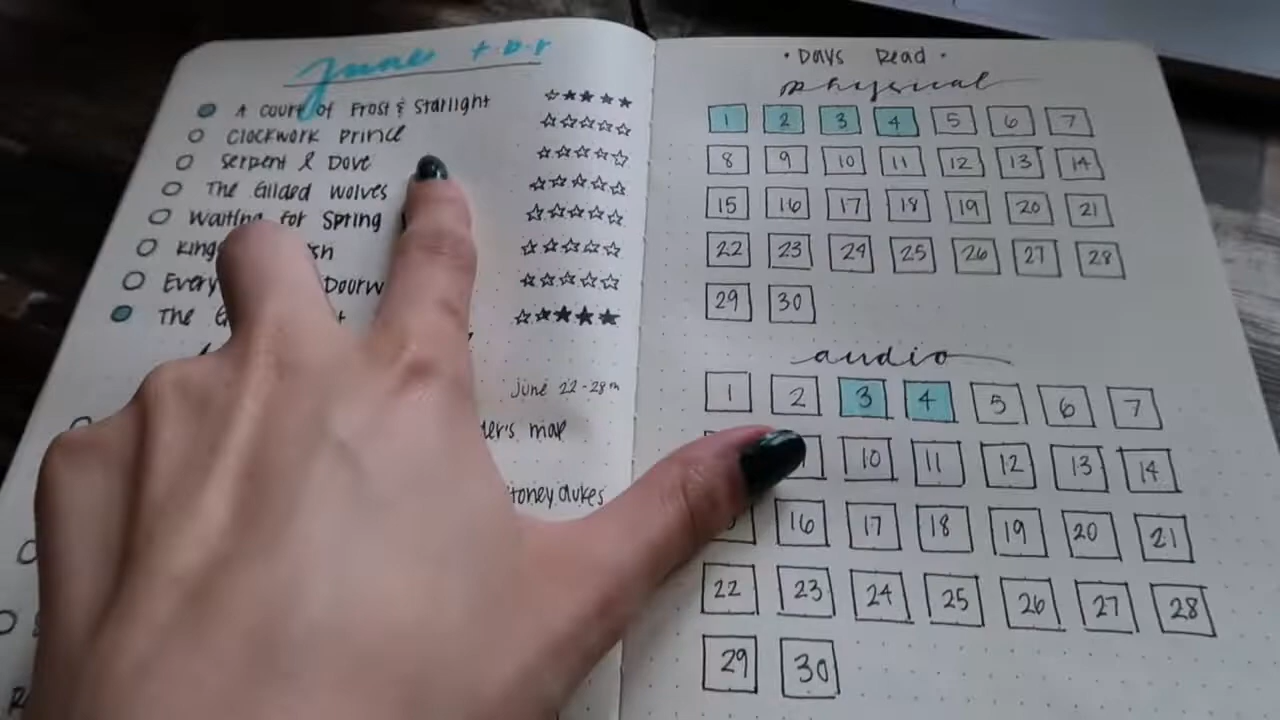 June t.b.r
A court of Frost & Starlight
Clockwork Prince
Serpent & Dove
The Gilded Wolves
Waiting for Spring
Every Doorw
The
June 22-28th
map
toney dukes
• Days Read •
physical
1 2 3 4 5 6 7
8 9 10 11 12 13 14
15 16 17 18 19 20 21
22 23 24 25 26 27 28
29 30
audio
1 2 3 4 5 6 7
10 11 12 13 14
16 17 18 19 20 21
22 23 24 25 26 27 28
29 30